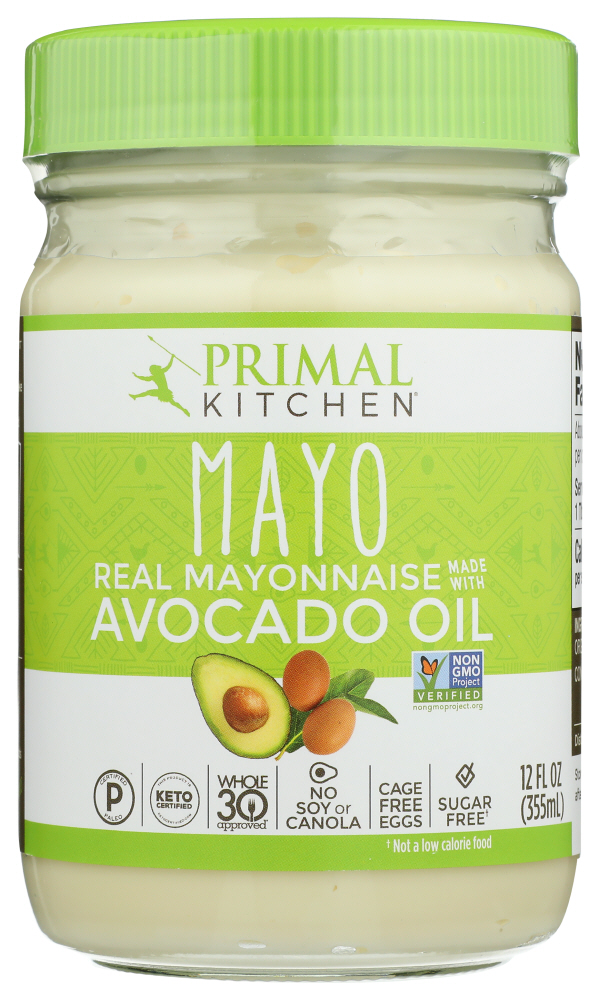 PRIMAL
KITCHEN®
MAYO
REAL MAYONNAISE MADE WITH
AVOCADO OIL
NON
GMO
Project
VERIFIED
nongmoproject.org
CERTIFIED
P
PALEO
KETO
CERTIFIED
WHOLE
30
approved
NO
SOY or
CANOLA
CAGE
FREE
EGGS
SUGAR
FREE†
12 FL OZ
(355mL)
† Not a low calorie food